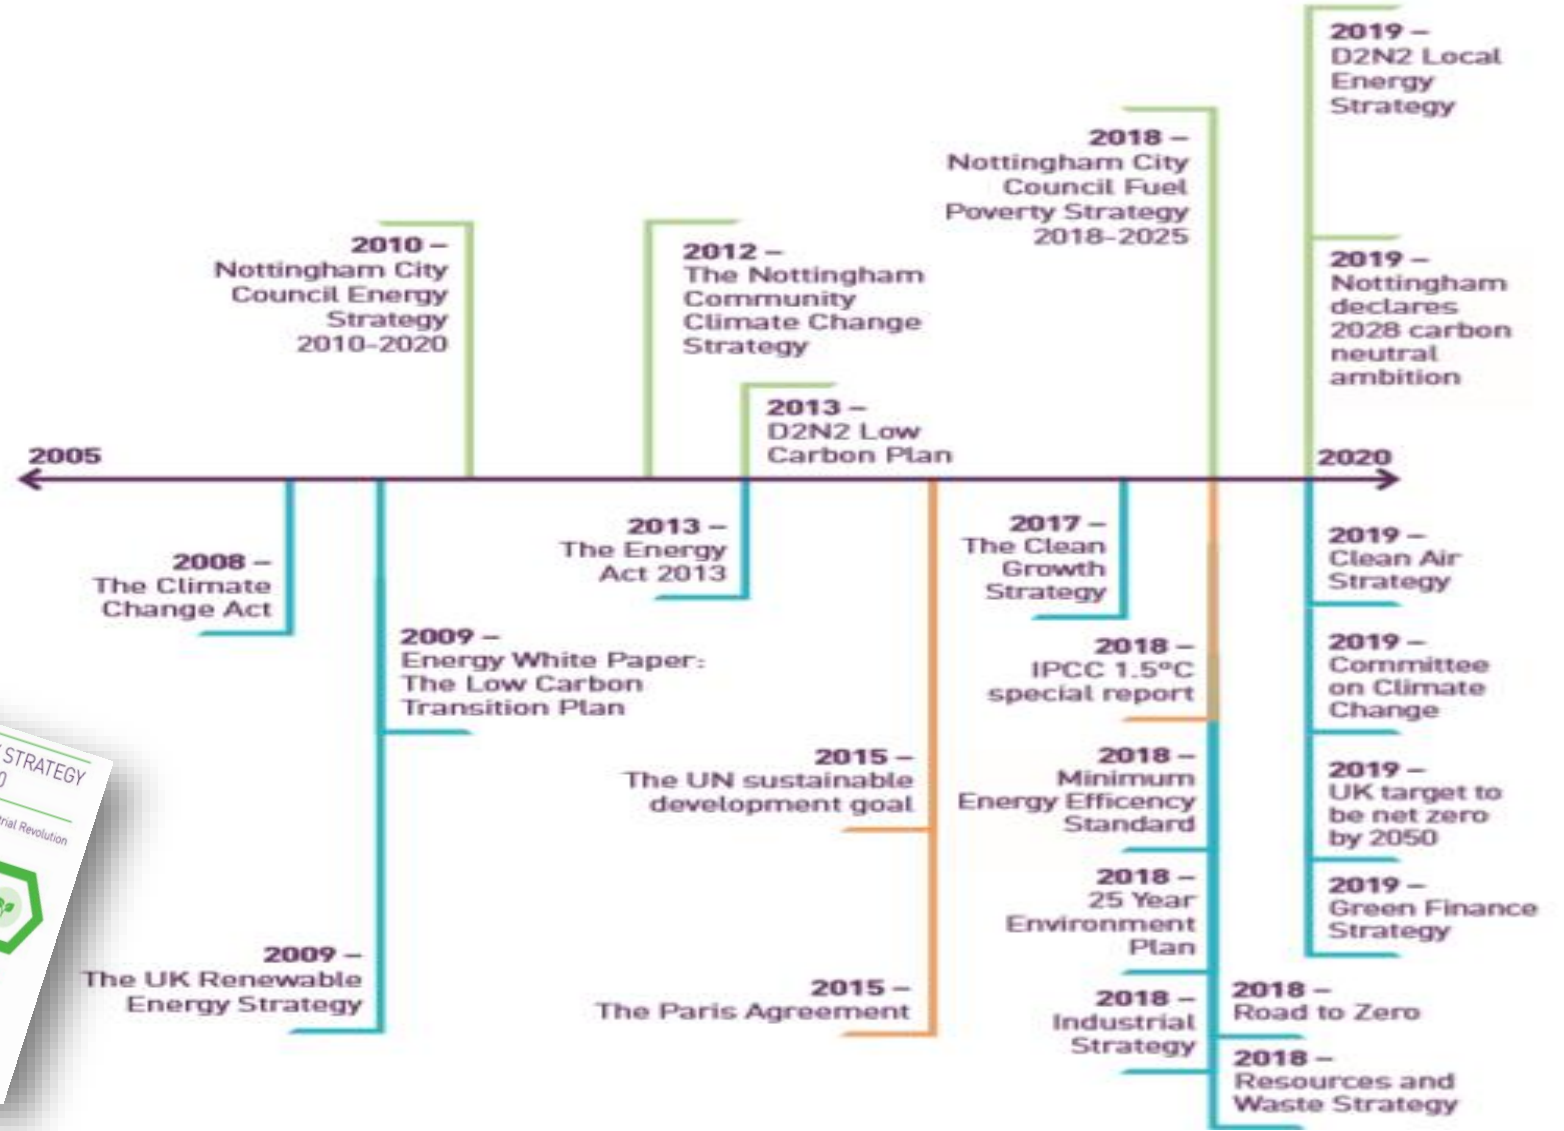 2019 –
D2N2 Local
Energy
Strategy
2018 –
Nottingham City
Council Fuel
Poverty Strategy
2018-2025
2010 –
Nottingham City
Council Energy
Strategy
2010-2020
2012 –
The Nottingham
Community
Climate Change
Strategy
2019 –
Nottingham
declares
2028 carbon
neutral
ambition
2013 –
D2N2 Low
Carbon Plan
2005
2020
2008 –
The Climate
Change Act
2009 –
Energy White Paper:
The Low Carbon
Transition Plan
2009 –
The UK Renewable
Energy Strategy
2013 –
The Energy
Act 2013
2015 –
The UN sustainable
development goal
2015 –
The Paris Agreement
2017 –
The Clean
Growth
Strategy
2018 –
IPCC 1.5ºC
special report
2018 –
Minimum
Energy Efficency
Standard
2018 –
25 Year
Environment
Plan
2018 –
Industrial
Strategy
2018 –
Road to Zero
2018 –
Resources and
Waste Strategy
2019 –
Clean Air
Strategy
2019 –
Committee
on Climate
Change
2019 –
UK target to
be net zero
by 2050
2019 –
Green Finance
Strategy
STRATEGY
Revolution